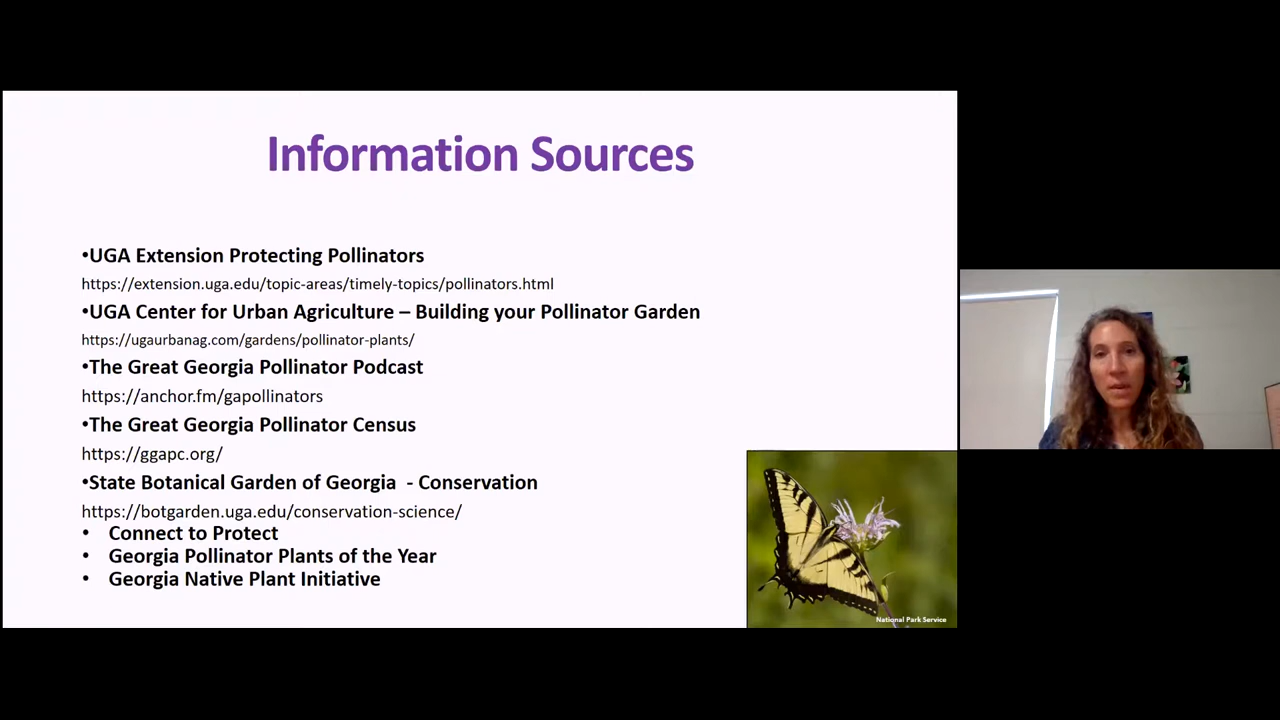 Information Sources
•UGA Extension Protecting Pollinators
https://extension.uga.edu/topic-areas/timely-topics/pollinators.html
•UGA Center for Urban Agriculture – Building your Pollinator Garden
https://ugaurbanag.com/gardens/pollinator-plants/
•The Great Georgia Pollinator Podcast
https://anchor.fm/gapollinators
•The Great Georgia Pollinator Census
https://ggapc.org/
•State Botanical Garden of Georgia  - Conservation
https://botgarden.uga.edu/conservation-science/
• Connect to Protect
• Georgia Pollinator Plants of the Year
• Georgia Native Plant Initiative
National Park Service